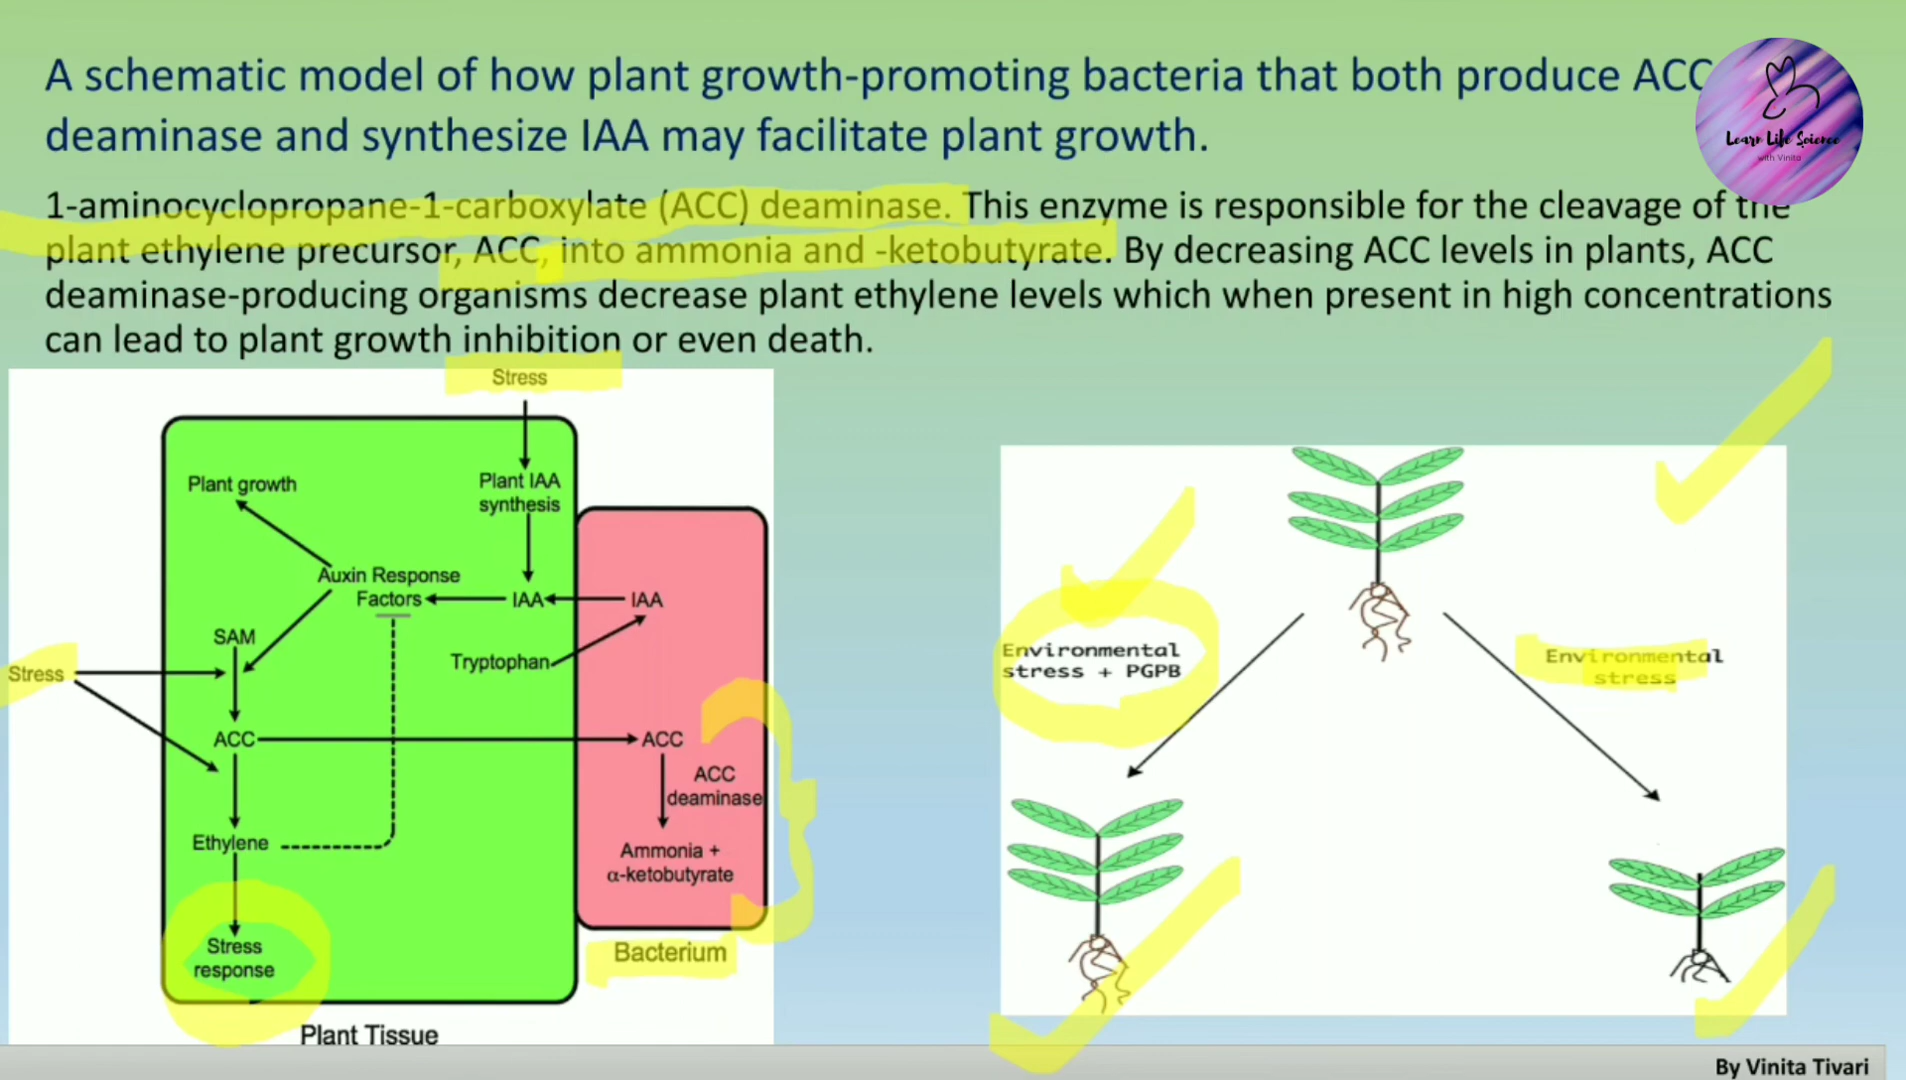 A schematic model of how plant growth-promoting bacteria that both produce ACC
deaminase and synthesize IAA may facilitate plant growth.
Learn Life Science
with Vinita
1-aminocyclopropane-1-carboxylate (ACC) deaminase. This enzyme is responsible for the cleavage of the
plant ethylene precursor, ACC, into ammonia and -ketobutyrate. By decreasing ACC levels in plants, ACC
deaminase-producing organisms decrease plant ethylene levels which when present in high concentrations
can lead to plant growth inhibition or even death.
Stress
Plant growth
Plant IAA
synthesis
Auxin Response
Factors
IAA
IAA
SAM
Tryptophan
Stress
ACC
ACC
ACC
deaminase
Ethylene
Ammonia +
α-ketobutyrate
Stress
response
Bacterium
Plant Tissue
Environmental
stress + PGPB
Environmental
stress
By Vinita Tivari